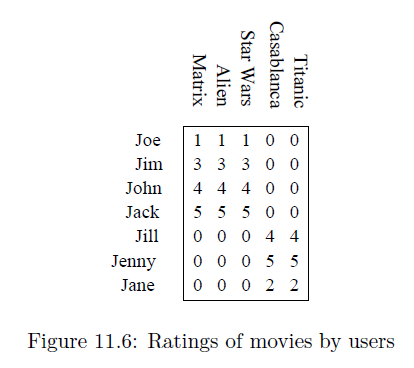 Matrix
Alien
Star Wars
Casablanca
Titanic
Joe 1 1 1 0 0
Jim 3 3 3 0 0
John 4 4 4 0 0
Jack 5 5 5 0 0
Jill 0 0 0 4 4
Jenny 0 0 0 5 5
Jane 0 0 0 2 2
Figure 11.6: Ratings of movies by users